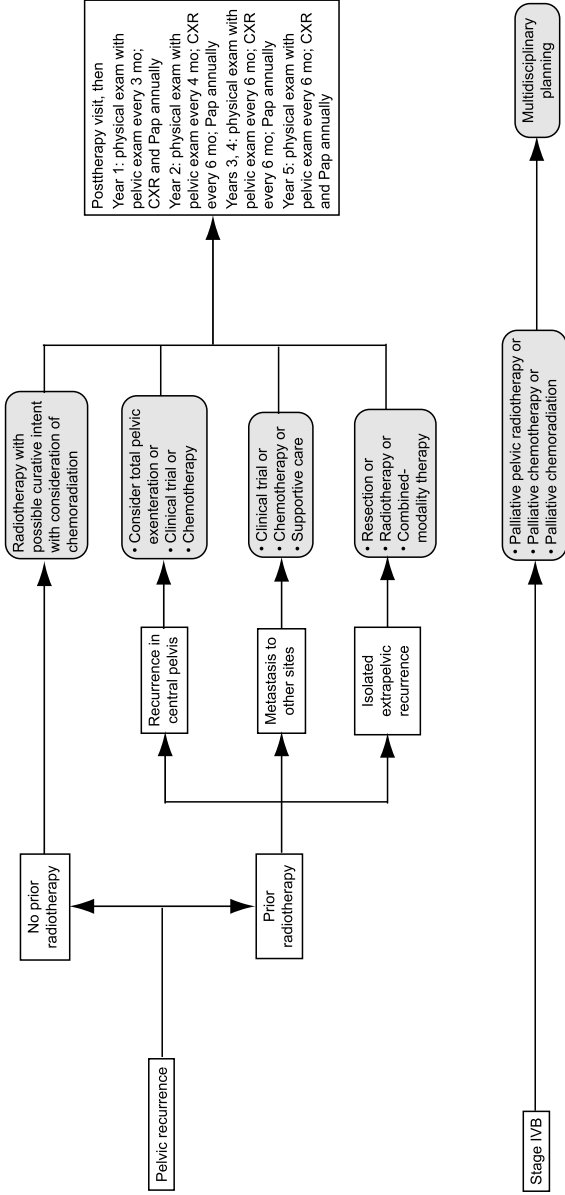 Pelvic recurrence
No prior
radiotherapy
Prior
radiotherapy
Recurrence in
central pelvis
Metastasis to
other sites
Isolated
extrapelvic
recurrence
Radiotherapy with
possible curative intent
with consideration of
chemoradiation
• Consider total pelvic
exenteration or
• Clinical trial or
• Chemotherapy
• Clinical trial or
• Chemotherapy or
• Supportive care
• Resection or
• Radiotherapy or
• Combined-
modality therapy
Posttherapy visit, then
Year 1: physical exam with
pelvic exam every 3 mo;
CXR and Pap annually
Year 2: physical exam with
pelvic exam every 4 mo; CXR
every 6 mo; Pap annually
Years 3, 4: physical exam with
pelvic exam every 6 mo; CXR
every 6 mo; Pap annually
Year 5: physical exam with
pelvic exam every 6 mo; CXR
and Pap annually
Stage IVB
• Palliative pelvic radiotherapy or
• Palliative chemotherapy or
• Palliative chemoradiation
Multidisciplinary
planning